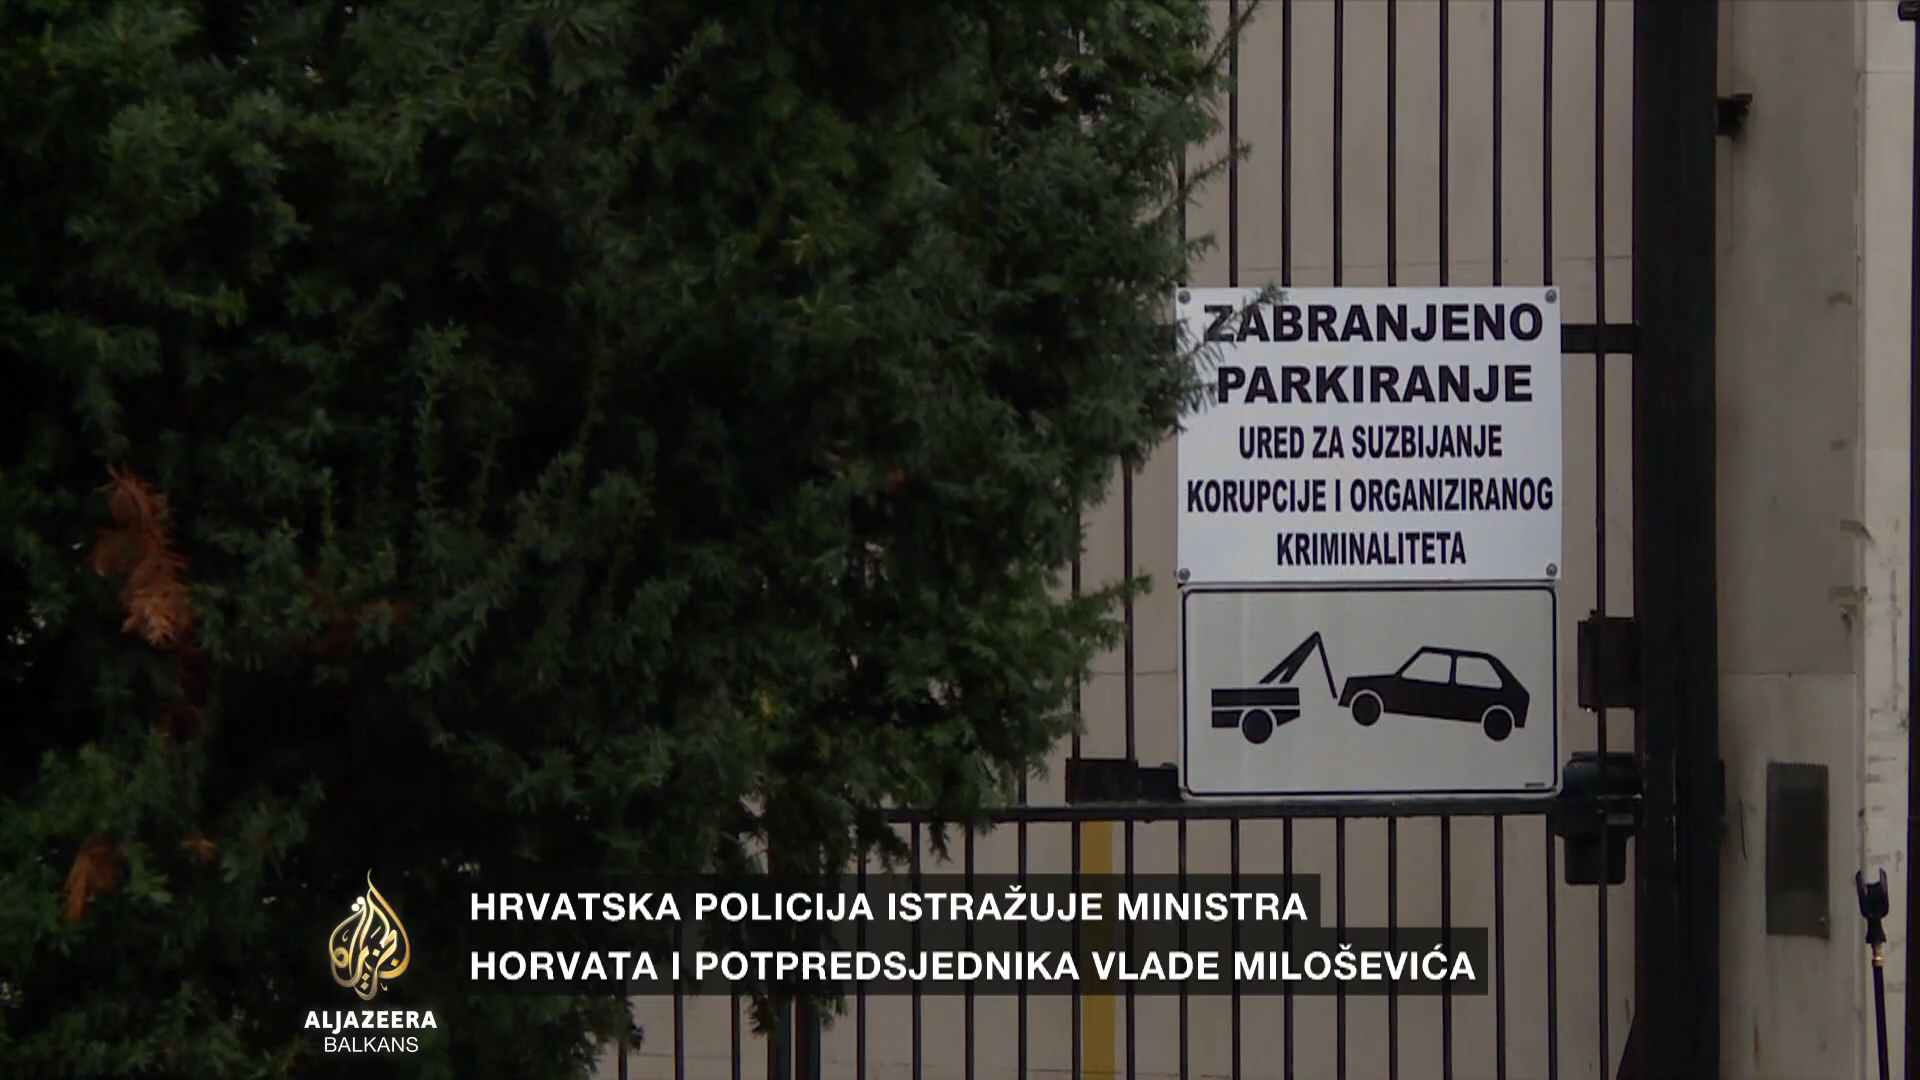 ZABRANJENO
PARKIRANJE
URED ZA SUZBIJANJE
KORUPCIJE I ORGANIZIRANOG
KRIMINALITETA
HRVATSKA POLICIJA ISTRAŽUJE MINISTRA
HORVATA I POTPREDSJEDNIKA VLADE MILOŠEVIĆA
ALJAZEERA
BALKANS